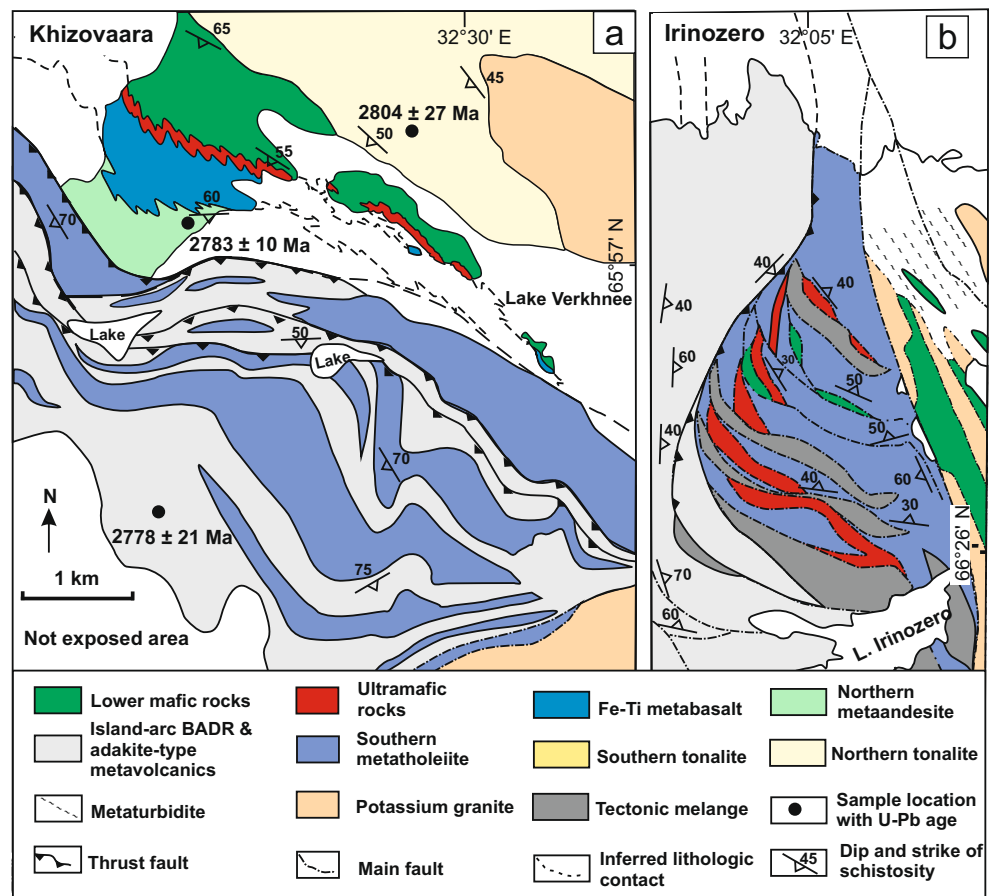 Khizovaara
65
32°30' E
a
45
2804 ± 27 Ma
50
55
60
70
2783 ± 10 Ma
65°57' N
Lake Verkhnee
Lake
50
Lake
70
N
2778 ± 21 Ma
75
1 km
Not exposed area
Irinozero
32°05' E
b
40
40
40
60
30
50
50
40
60
40
30
66°26' N
70
60
L. Irinozero
Lower mafic rocks
Ultramafic
rocks
Fe-Ti metabasalt
Northern
metaandesite
Island-arc BADR &
adakite-type
metavolcanics
Southern
metatholeiite
Southern tonalite
Northern tonalite
Metaturbidite
Potassium granite
Tectonic melange
Sample location
with U-Pb age
Thrust fault
Main fault
Inferred lithologic
contact
45
Dip and strike of
schistosity